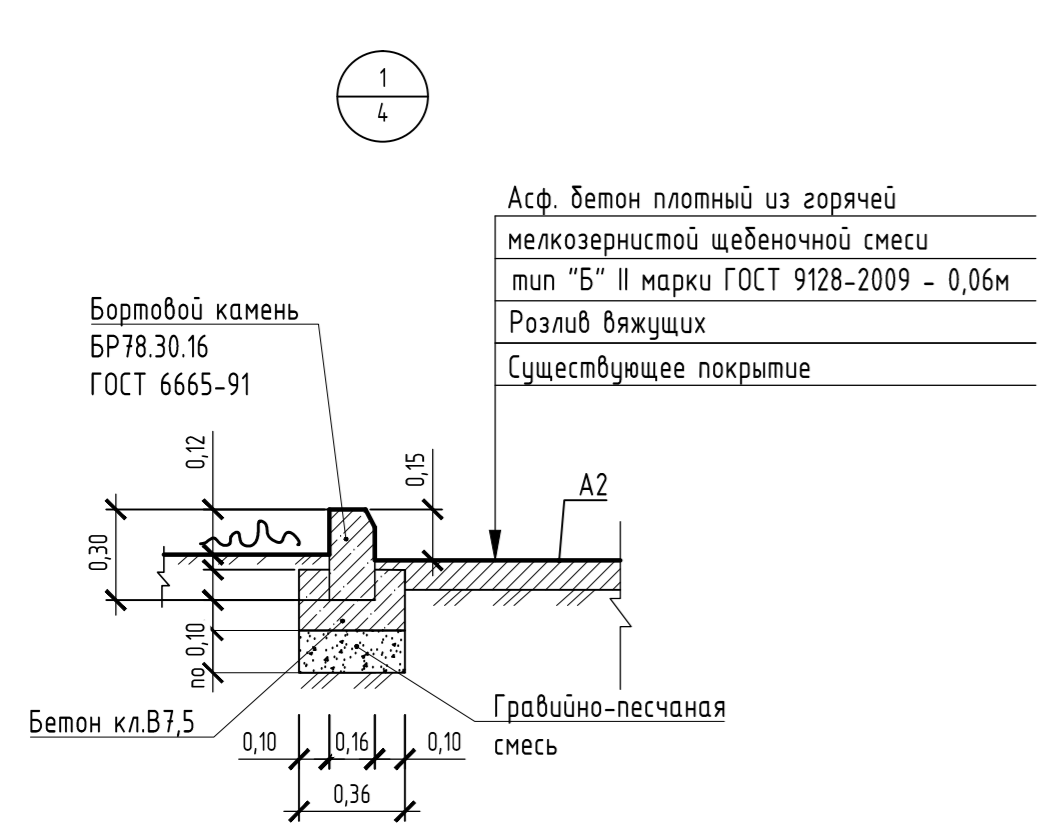 1
4
Асф. бетон плотный из горячей
мелкозернистой щебеночной смеси
тип "Б" II марки ГОСТ 9128-2009 - 0,06м
Розлив вяжущих
Существующее покрытие
Бортовой камень
БР78.30.16
ГОСТ 6665-91
0,12
0,15
А2
0,30
по 0,10
Гравийно-песчаная
смесь
Бетон кл.В7,5
0,10 0,16 0,10
0,36